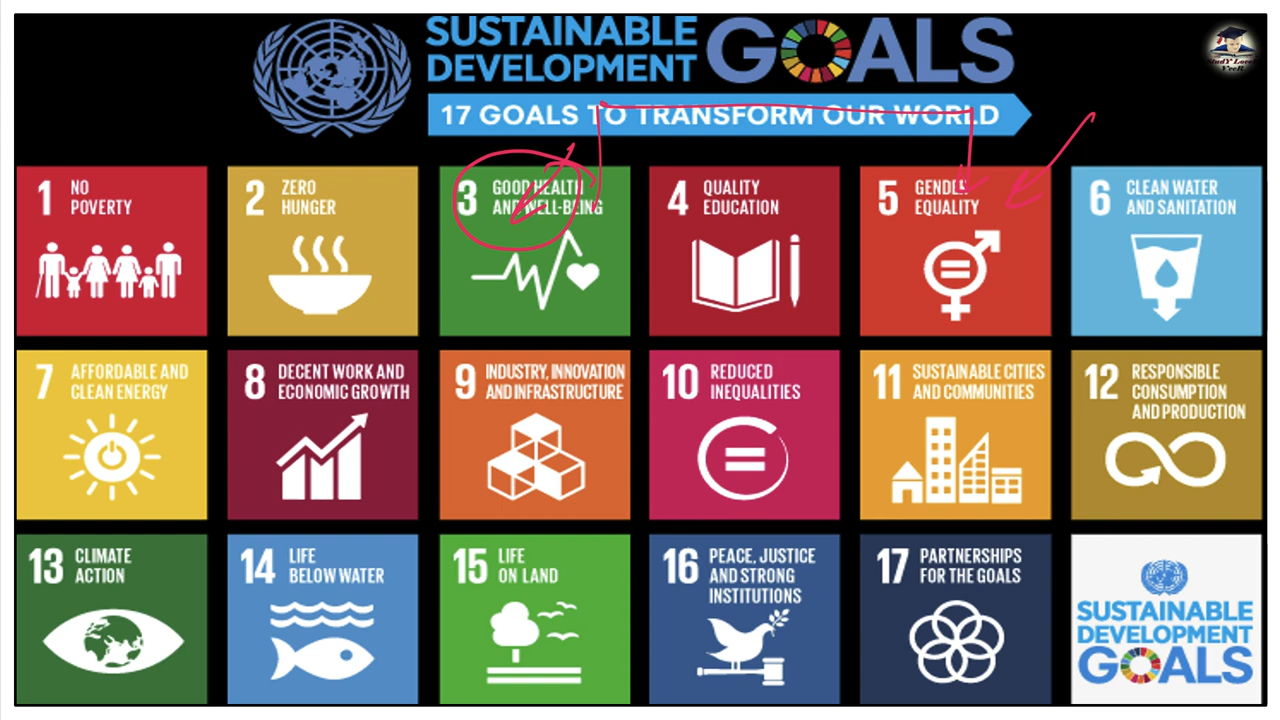 SUSTAINABLE
DEVELOPMENT
GOALS
17 GOALS TO TRANSFORM OUR WORLD
StudY Lover
VeeR
1 NO
POVERTY
2 ZERO
HUNGER
3 GOOD HEALTH
AND WELL-BEING
4 QUALITY
EDUCATION
5 GENDER
EQUALITY
6 CLEAN WATER
AND SANITATION
7 AFFORDABLE AND
CLEAN ENERGY
8 DECENT WORK AND
ECONOMIC GROWTH
9 INDUSTRY, INNOVATION
AND INFRASTRUCTURE
10 REDUCED
INEQUALITIES
11 SUSTAINABLE CITIES
AND COMMUNITIES
12 RESPONSIBLE
CONSUMPTION
AND PRODUCTION
13 CLIMATE
ACTION
14 LIFE
BELOW WATER
15 LIFE
ON LAND
16 PEACE, JUSTICE
AND STRONG
INSTITUTIONS
17 PARTNERSHIPS
FOR THE GOALS
SUSTAINABLE
DEVELOPMENT
GOALS